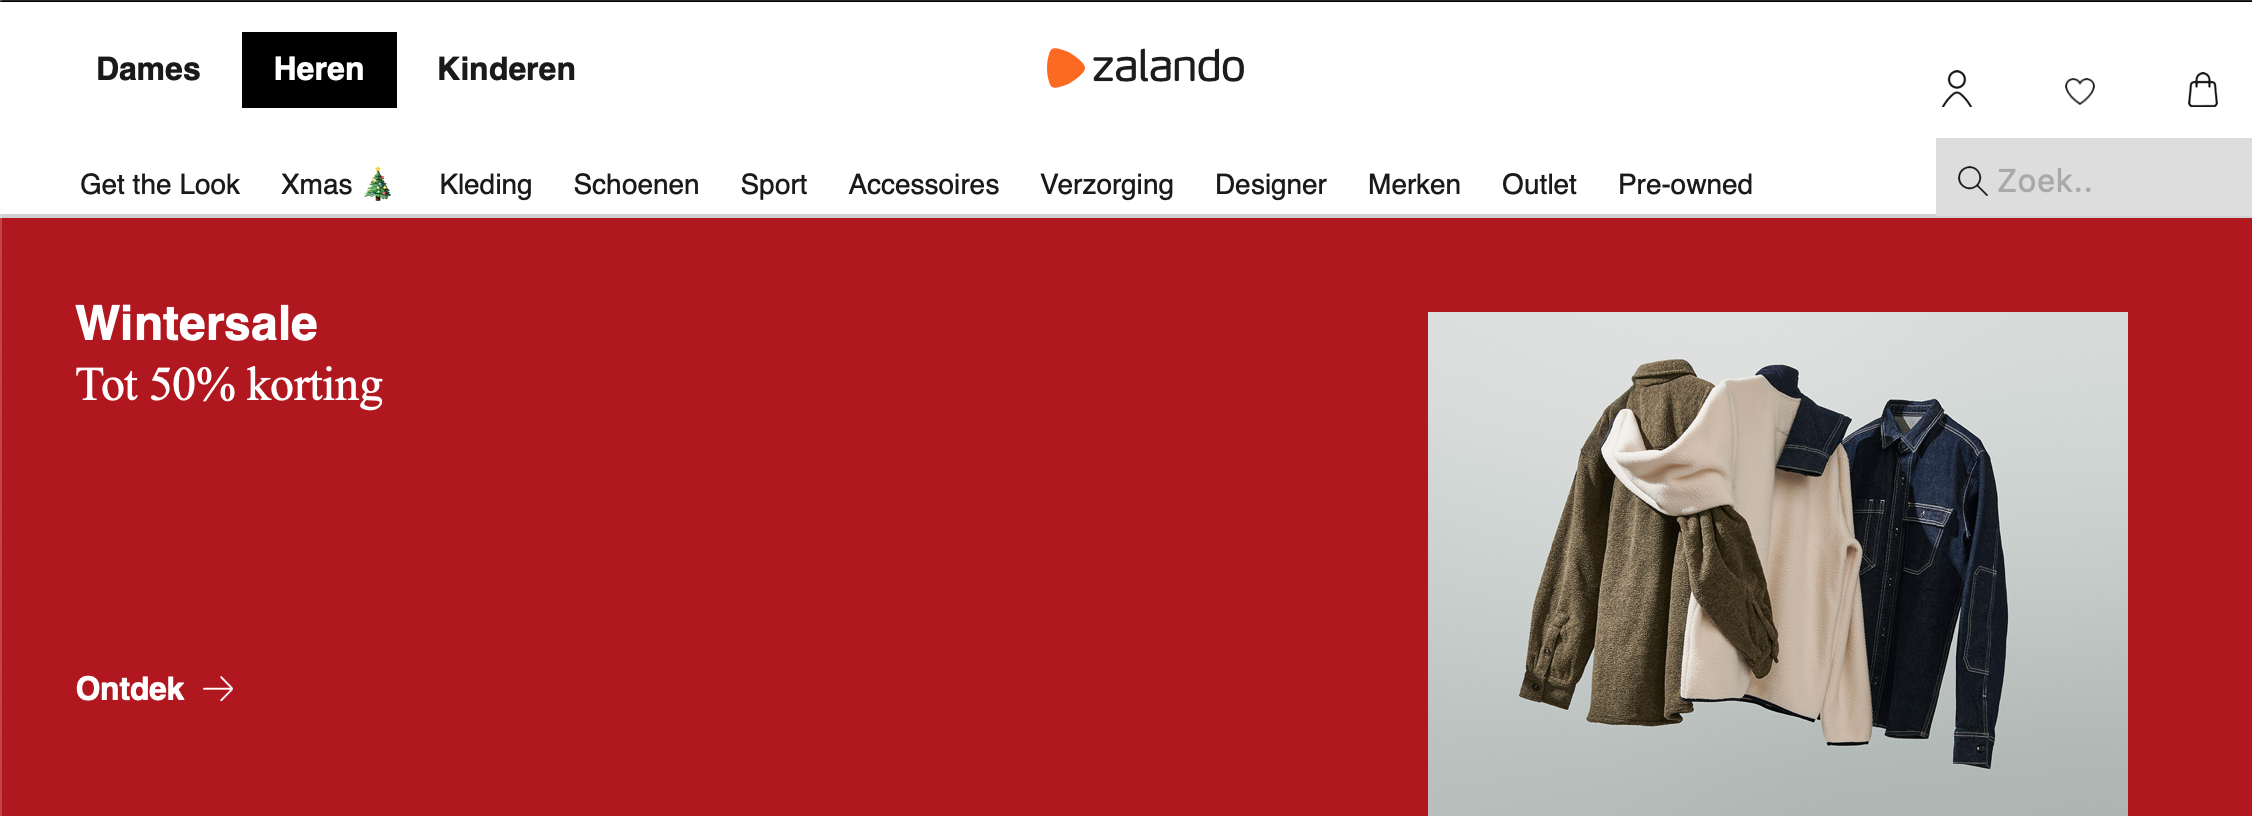 Dames Heren Kinderen
zalando
Get the Look Xmas 🎄 Kleding Schoenen Sport Accessoires Verzorging Designer Merken Outlet Pre-owned
Zoek..
Wintersale
Tot 50% korting
Ontdek →